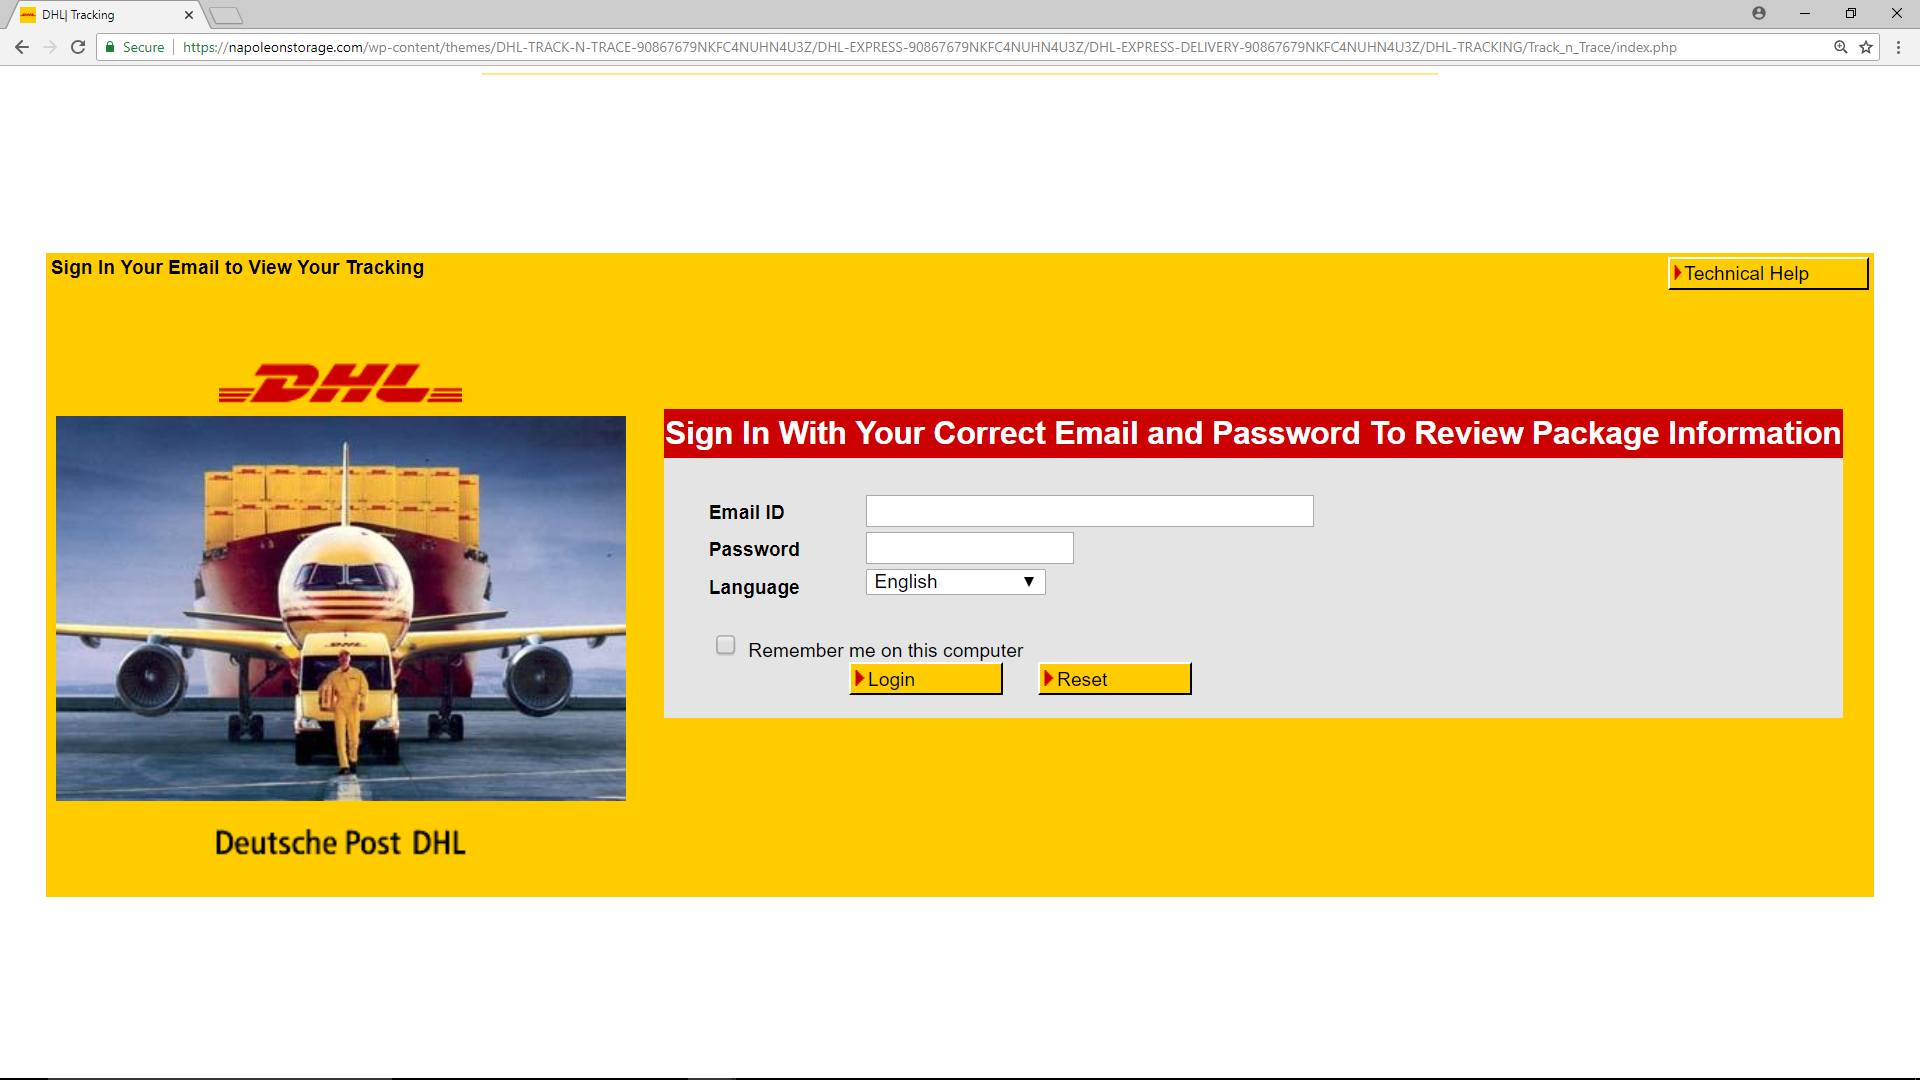 DHL| Tracking
Secure
https://napoleonstorage.com/wp-content/themes/DHL-TRACK-N-TRACE-90867679NKFC4NUHN4U3Z/DHL-EXPRESS-90867679NKFC4NUHN4U3Z/DHL-EXPRESS-DELIVERY-90867679NKFC4NUHN4U3Z/DHL-TRACKING/Track_n_Trace/index.php
Sign In Your Email to View Your Tracking
Technical Help
DHL
Sign In With Your Correct Email and Password To Review Package Information
Email ID
Password
Language
English
Remember me on this computer
Login
Reset
DHL
Deutsche Post DHL